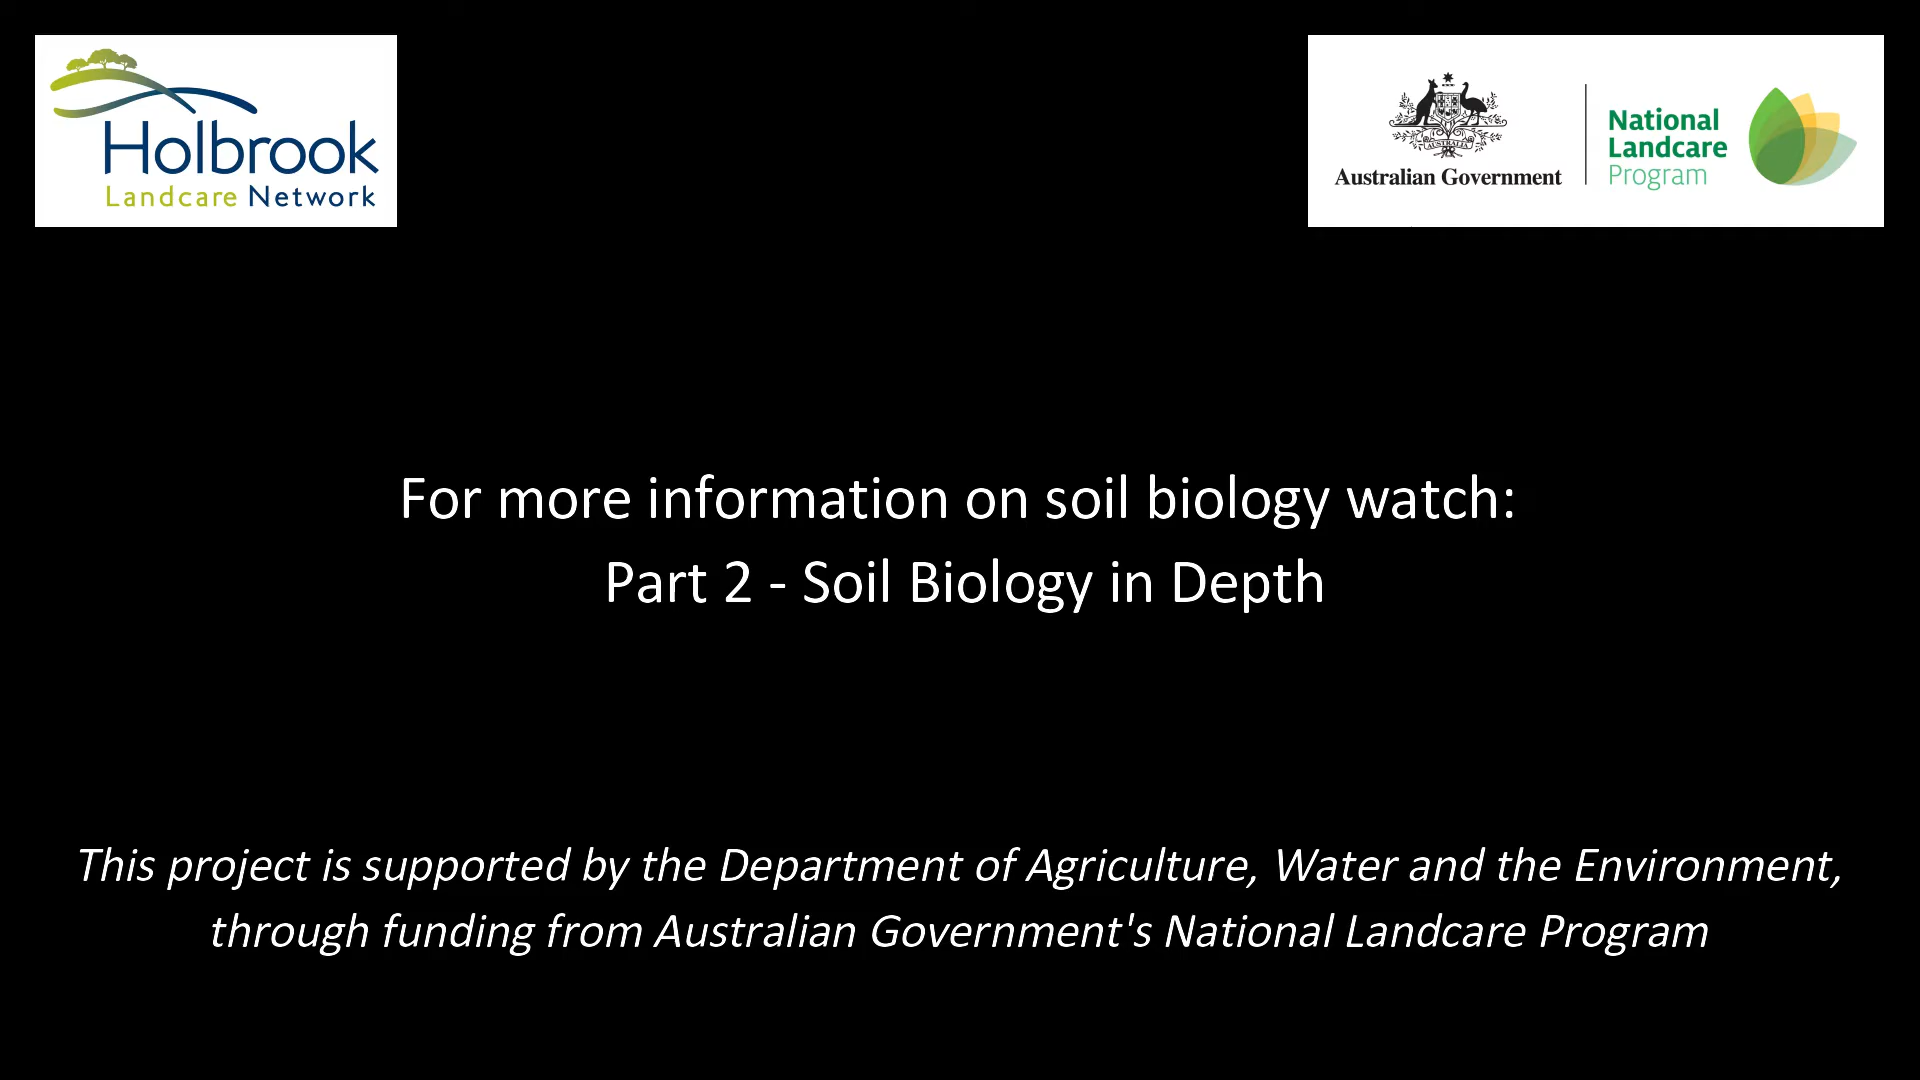 Holbrook
Landcare Network
AUSTRALIA
Australian Government
National
Landcare
Program
For more information on soil biology watch:
Part 2 - Soil Biology in Depth
This project is supported by the Department of Agriculture, Water and the Environment,
through funding from Australian Government's National Landcare Program